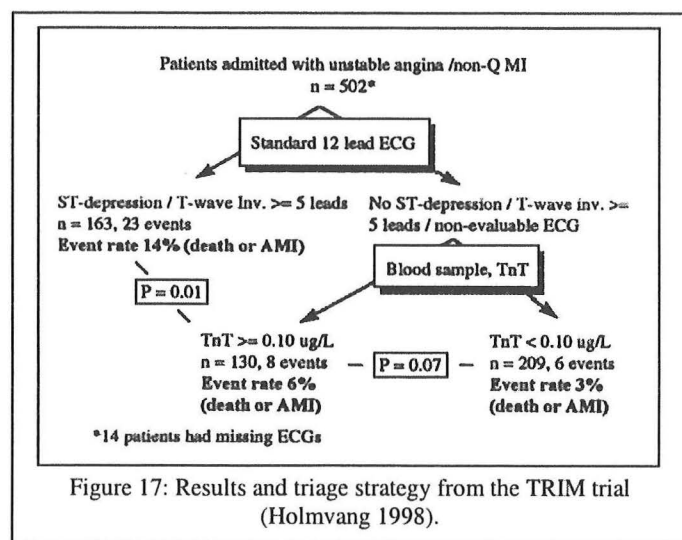 Patients admitted with unstable angina /non-Q MI
n = 502*
Standard 12 lead ECG
ST-depression / T-wave Inv. >= 5 leads
n = 163, 23 events
Event rate 14% (death or AMI)
No ST-depression / T-wave inv. >=
5 leads / non-evaluable ECG
Blood sample, TnT
P = 0.01
TnT >= 0.10 ug/L
n = 130, 8 events
Event rate 6%
(death or AMI)
P = 0.07
TnT < 0.10 ug/L
n = 209, 6 events
Event rate 3%
(death or AMI)
*14 patients had missing ECGs
Figure 17: Results and triage strategy from the TRIM trial
(Holmvang 1998).